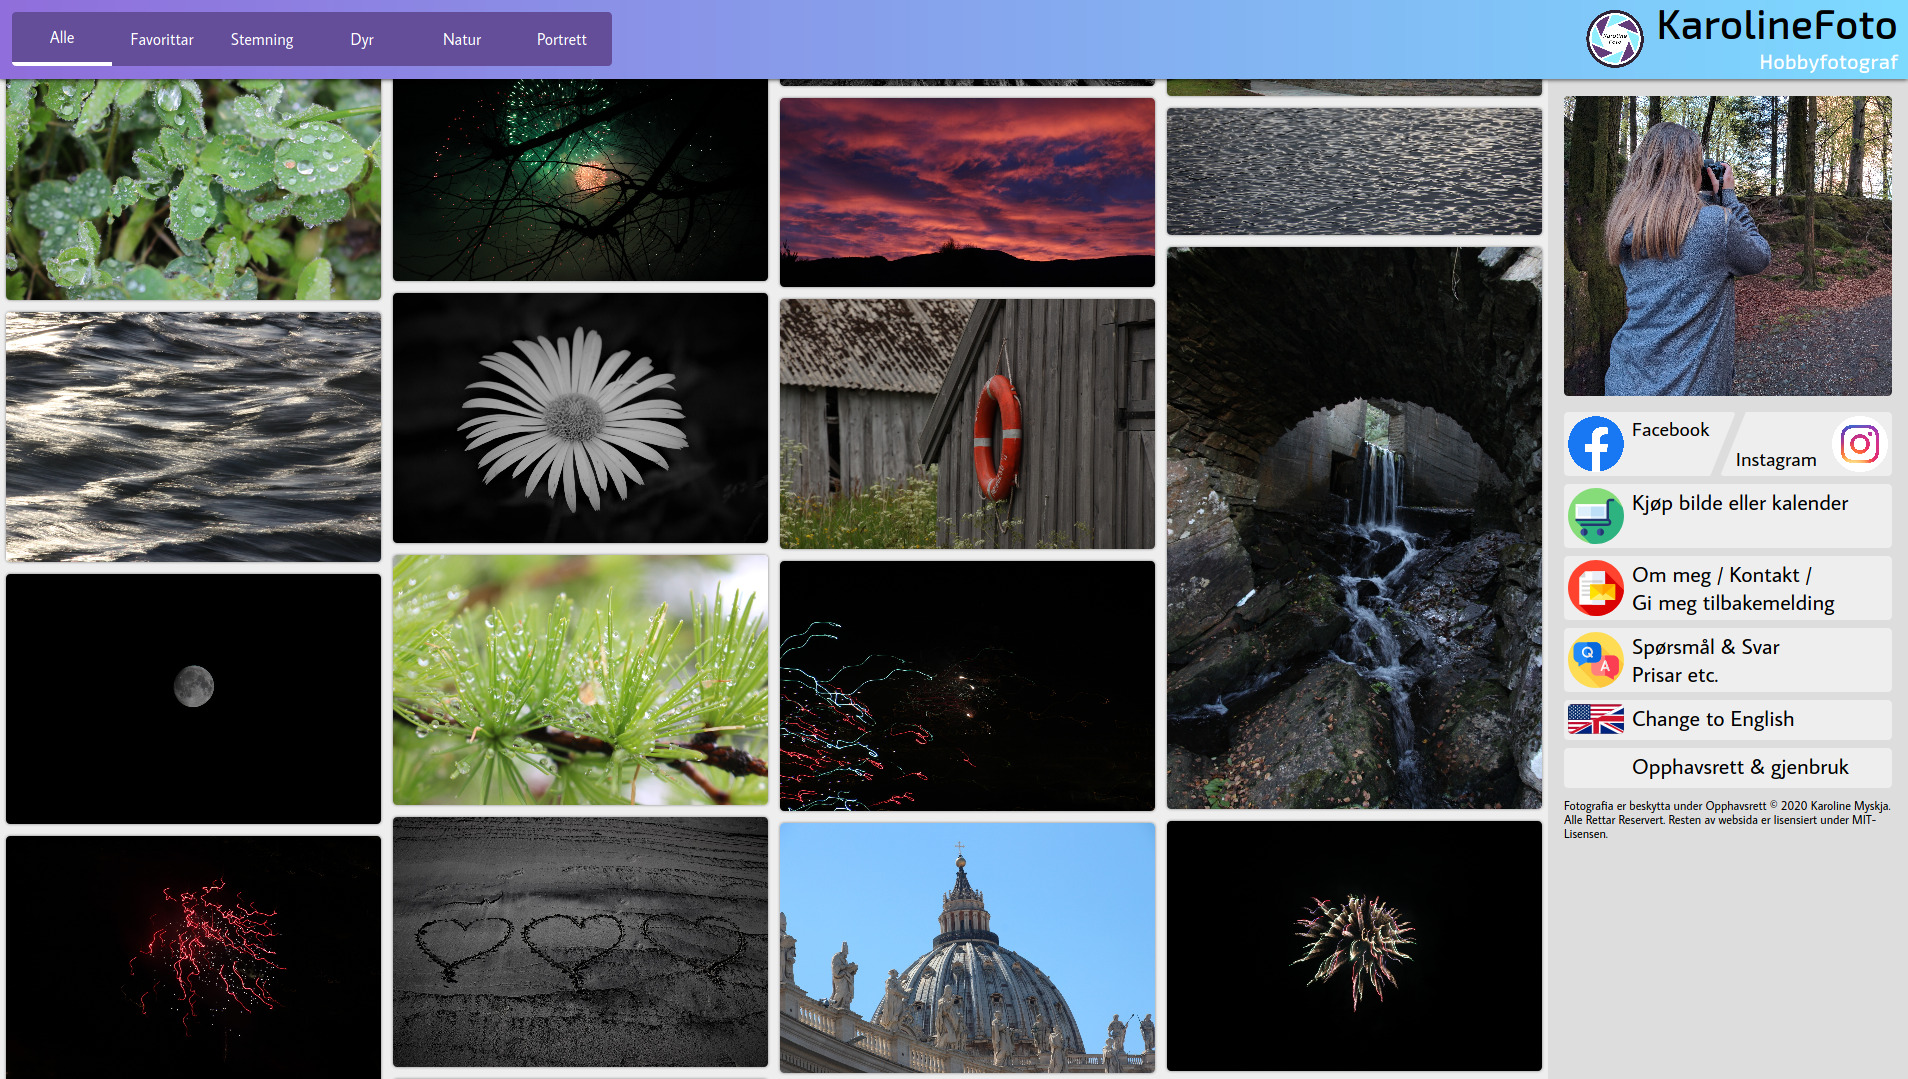 Alle
Favorittar
Stemning
Dyr
Natur
Portrett
Karoline
Foto
KarolineFoto
Hobbyfotograf
Facebook
Instagram
Kjøp bilde eller kalender
Om meg / Kontakt /
Gi meg tilbakemelding
Q
A
Spørsmål & Svar
Prisar etc.
Change to English
Opphavsrett & gjenbruk
Fotografia er beskytta under Opphavsrett © 2020 Karoline Myskja.
Alle Rettar Reservert. Resten av websida er lisensiert under MIT-
Lisensen.